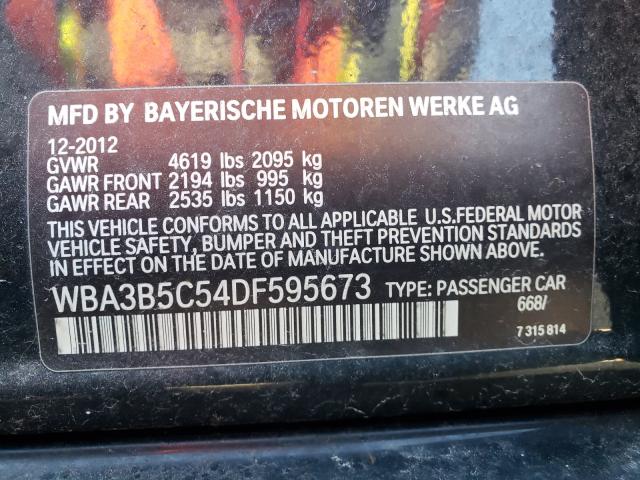 MFD BY BAYERISCHE MOTOREN WERKE AG
12-2012
GVWR 4619 lbs 2095 kg
GAWR FRONT 2194 lbs 995 kg
GAWR REAR 2535 lbs 1150 kg
THIS VEHICLE CONFORMS TO ALL APPLICABLE U.S.FEDERAL MOTOR
VEHICLE SAFETY, BUMPER AND THEFT PREVENTION STANDARDS
IN EFFECT ON THE DATE OF MANUFACTURE SHOWN ABOVE.
WBA3B5C54DF595673 TYPE: PASSENGER CAR
668/
7 315 814